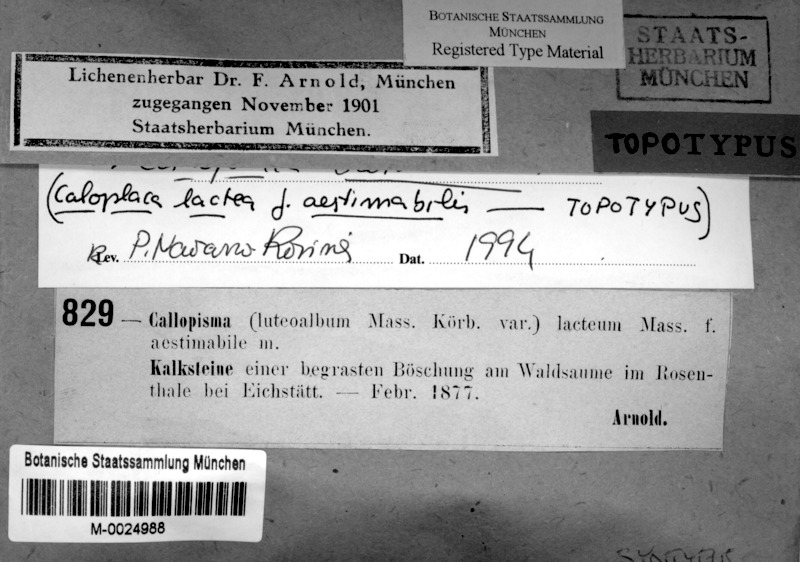 BOTANISCHE STAATSSAMMLUNG
MÜNCHEN
Registered Type Material
STAATS-
HERBARIUM
MÜNCHEN
Lichenenherbar Dr. F. Arnold, München
zugegangen November 1901
Staatsherbarium München.
TOPOTYPUS
(Caloplaca lactea f. aestimabilis — TOPOTYPUS)
Rev. P. Navarro-Rosinés Dat. 1994
829 — Callopisma (luteoalbum Mass. Körb. var.) lacteum Mass. f.
aestimabile m.
Kalksteine einer begrasten Böschung am Waldsaume im Rosen-
thale bei Eichstätt. — Febr. 1877.
Arnold.
Botanische Staatssammlung München
M-0024988